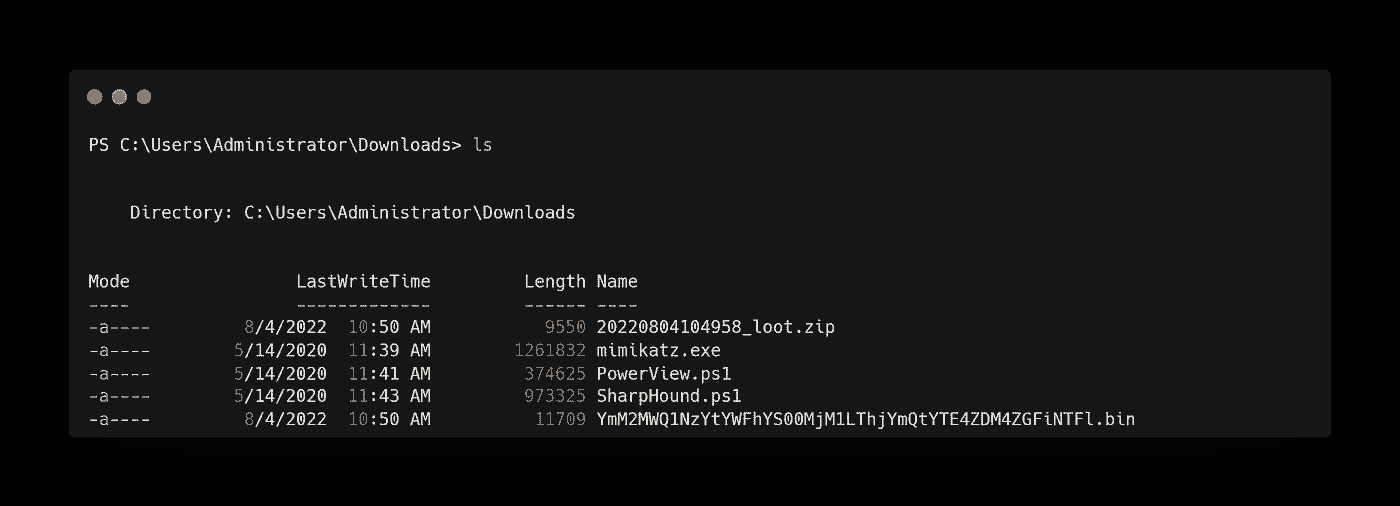 PS C:\Users\Administrator\Downloads> ls
Directory: C:\Users\Administrator\Downloads
Mode LastWriteTime Length Name
---- ------------- ------ ----
-a---- 8/4/2022 10:50 AM 9550 20220804104958_loot.zip
-a---- 5/14/2020 11:39 AM 1261832 mimikatz.exe
-a---- 5/14/2020 11:41 AM 374625 PowerView.ps1
-a---- 5/14/2020 11:43 AM 973325 SharpHound.ps1
-a---- 8/4/2022 10:50 AM 11709 YmM2MWQ1NzYtYWFhYS00MjM1LThjYmQtYTE4ZDM4ZGFiNTFl.bin